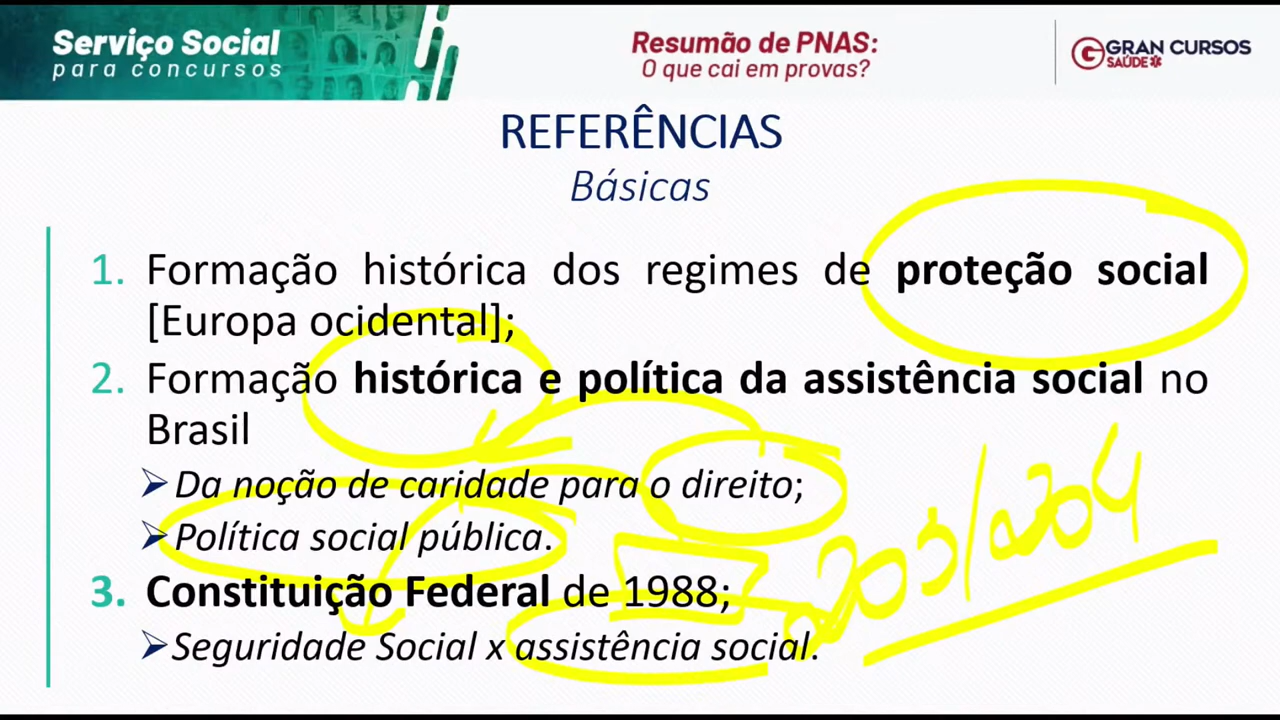 Serviço Social
para concursos
Resumão de PNAS:
O que cai em provas?
GRAN CURSOS
SAÚDE
REFERÊNCIAS
Básicas
1. Formação histórica dos regimes de proteção social
[Europa ocidental];
2. Formação histórica e política da assistência social no
Brasil
Da noção de caridade para o direito;
Política social pública.
203/204
3. Constituição Federal de 1988;
Seguridade Social x assistência social.